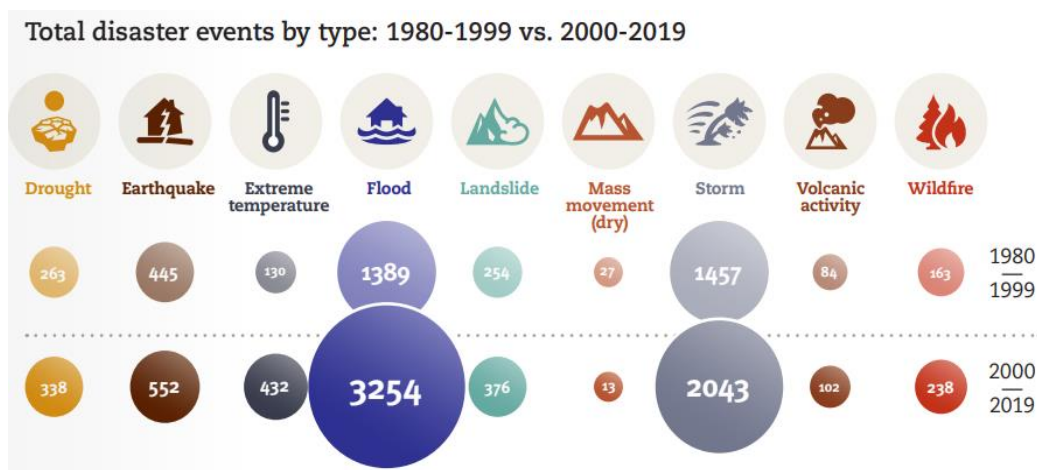 Total disaster events by type: 1980-1999 vs. 2000-2019
Drought
Earthquake
Extreme
temperature
Flood
Landslide
Mass
movement
(dry)
Storm
Volcanic
activity
Wildfire
263
445
130
1389
254
27
1457
84
163
1980
1999
338
552
432
3254
376
13
2043
102
238
2000
2019